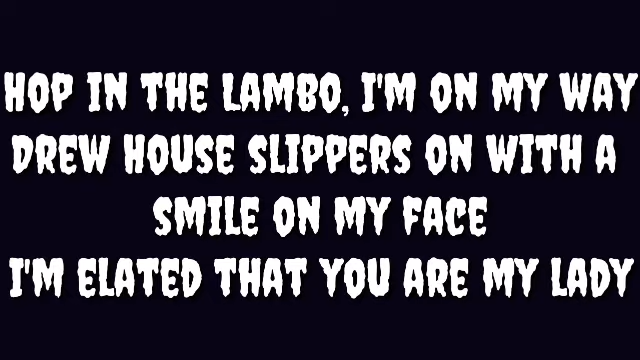 HOP IN THE LAMBO, I'M ON MY WAY
DREW HOUSE SLIPPERS ON WITH A
SMILE ON MY FACE
I'M ELATED THAT YOU ARE MY LADY